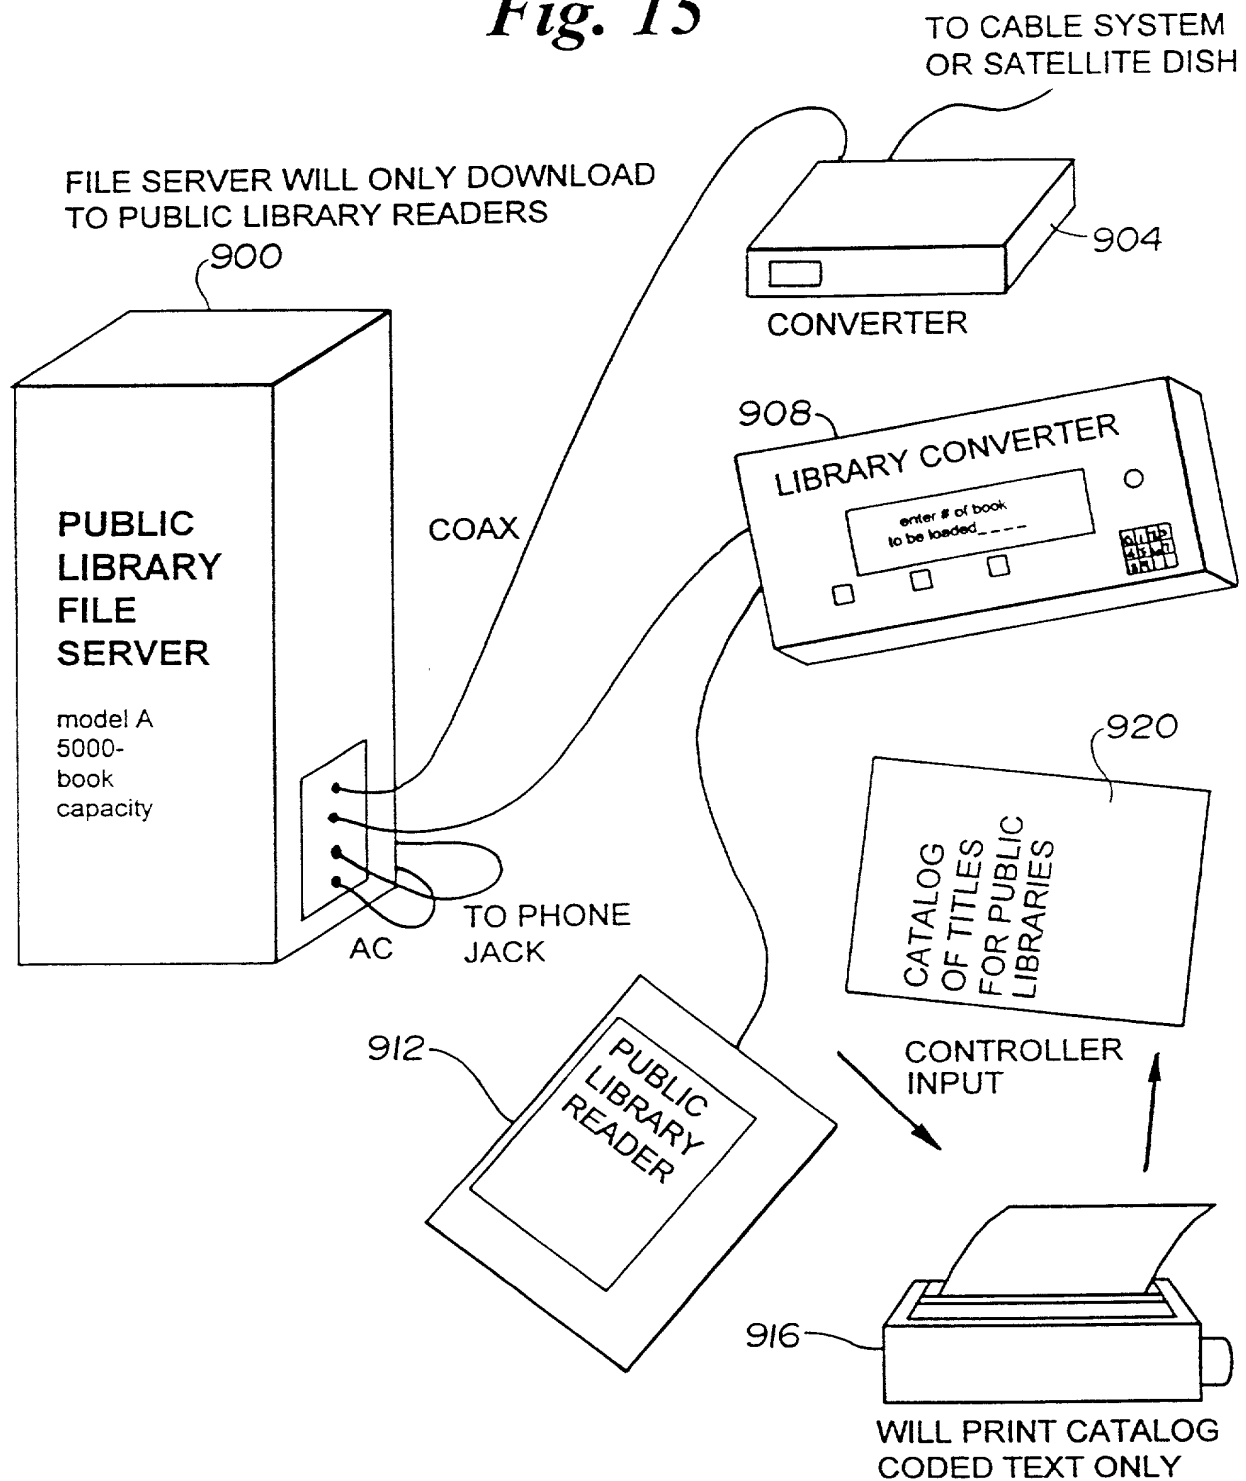 Fig. 15
TO CABLE SYSTEM
OR SATELLITE DISH
FILE SERVER WILL ONLY DOWNLOAD
TO PUBLIC LIBRARY READERS
900
904
CONVERTER
908
LIBRARY CONVERTER
enter # of book
to be loaded_ _ _ _
COAX
PUBLIC
LIBRARY
FILE
SERVER
model A
5000-
book
capacity
920
CATALOG
OF TITLES
FOR PUBLIC
LIBRARIES
TO PHONE
JACK
AC
912
PUBLIC
LIBRARY
READER
CONTROLLER
INPUT
916
WILL PRINT CATALOG
CODED TEXT ONLY